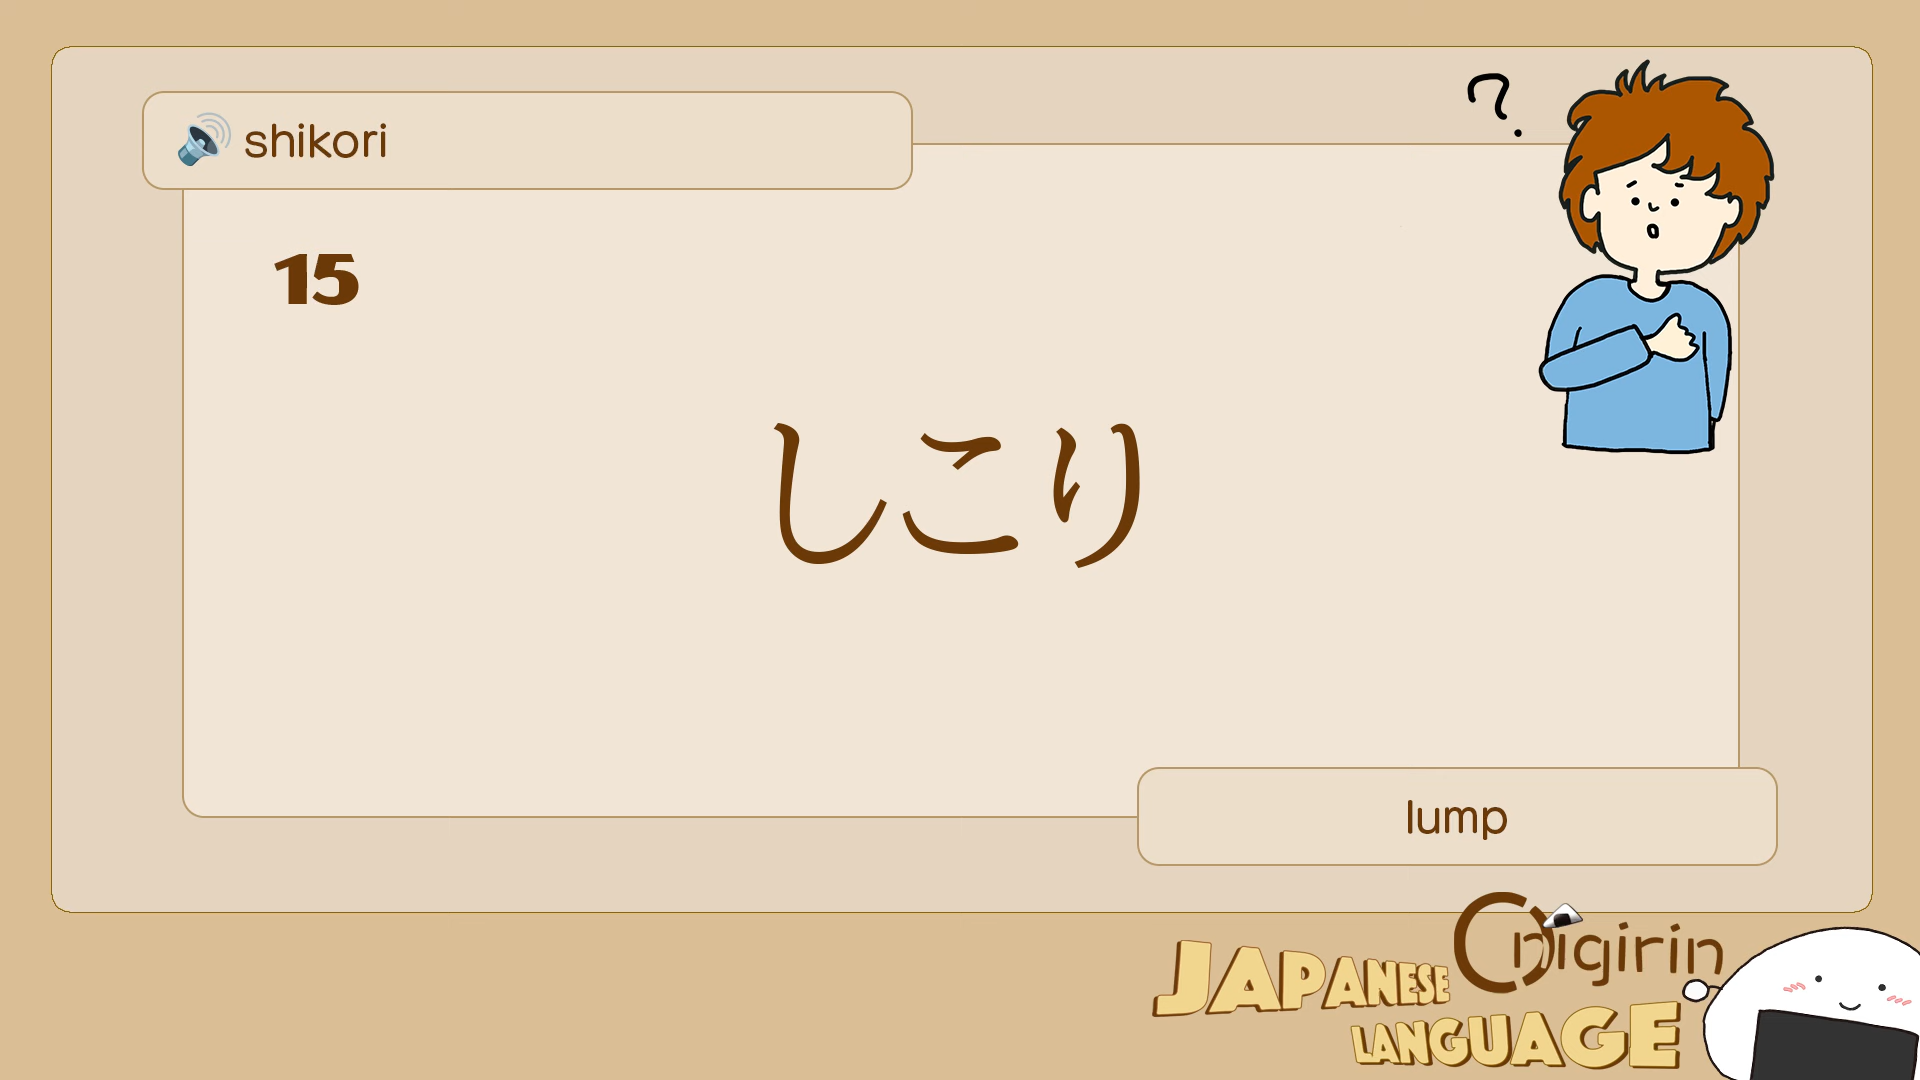 shikori
?
15
しこり
lump
Onigirin
JAPANESE
LANGUAGE